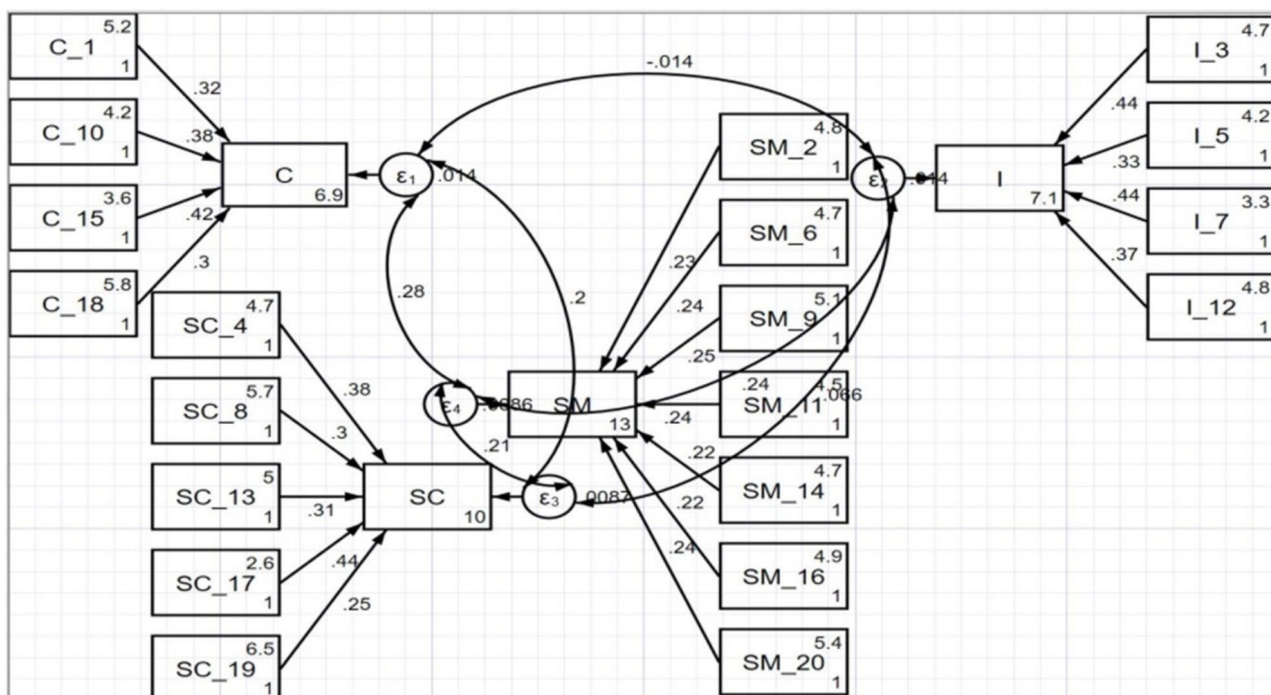 5.2
C_1
1
.32
4.2
C_10
1
.38
3.6
C_15
1
.42
5.8
C_18
1
.3
C
6.9
ε1
.014
-.014
.28
.2
4.7
SC_4
1
.38
5.7
SC_8
1
.3
5
SC_13
1
.31
2.6
SC_17
1
.44
6.5
SC_19
1
.25
SC
10
ε3
.0087
.21
ε4
.0086
SM
13
4.8
SM_2
1
.23
4.7
SM_6
1
.24
5.1
SM_9
1
.25
4.5
SM_11
1
.24
.24
.066
4.7
SM_14
1
.22
4.9
SM_16
1
.22
5.4
SM_20
1
.24
ε2
.014
I
7.1
4.7
I_3
1
.44
4.2
I_5
1
.33
3.3
I_7
1
.44
4.8
I_12
1
.37